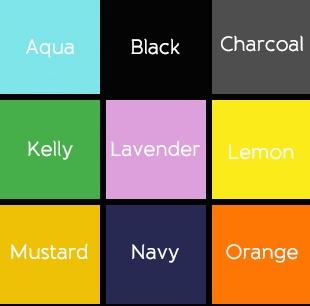 Aqua
Black
Charcoal
Kelly
Lavender
Lemon
Mustard
Navy
Orange